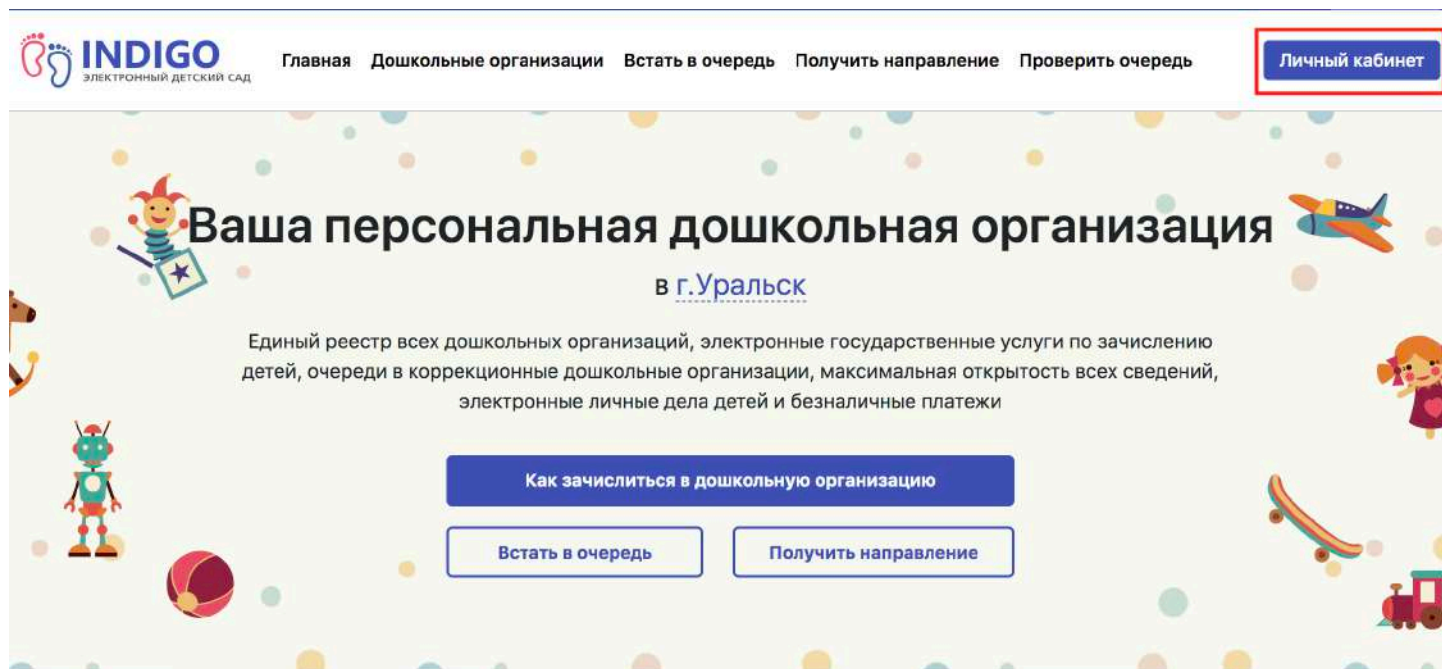 INDIGO
ЭЛЕКТРОННЫЙ ДЕТСКИЙ САД
Главная Дошкольные организации Встать в очередь Получить направление Проверить очередь Личный кабинет
Ваша персональная дошкольная организация
в г.Уральск
Единый реестр всех дошкольных организаций, электронные государственные услуги по зачислению
детей, очереди в коррекционные дошкольные организации, максимальная открытость всех сведений,
электронные личные дела детей и безналичные платежи
Как зачислиться в дошкольную организацию
Встать в очередь Получить направление